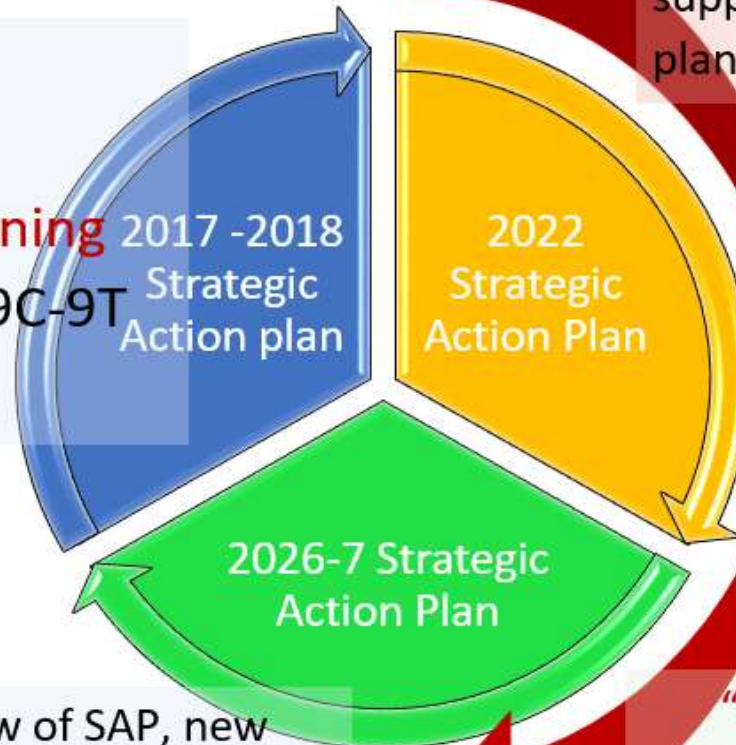 plan
ning
9C-9T
2017 -2018
Strategic
Action plan
2022
Strategic
Action Plan
2026-7 Strategic
Action Plan
w of SAP, new
“